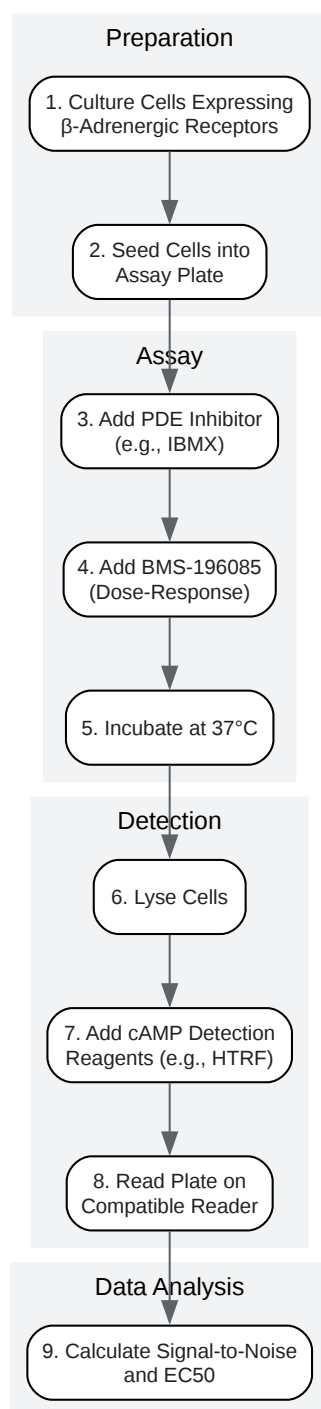 Preparation
1. Culture Cells Expressing
β-Adrenergic Receptors
2. Seed Cells into
Assay Plate
Assay
3. Add PDE Inhibitor
(e.g., IBMX)
4. Add BMS-196085
(Dose-Response)
5. Incubate at 37°C
Detection
6. Lyse Cells
7. Add cAMP Detection
Reagents (e.g., HTRF)
8. Read Plate on
Compatible Reader
Data Analysis
9. Calculate Signal-to-Noise
and EC50